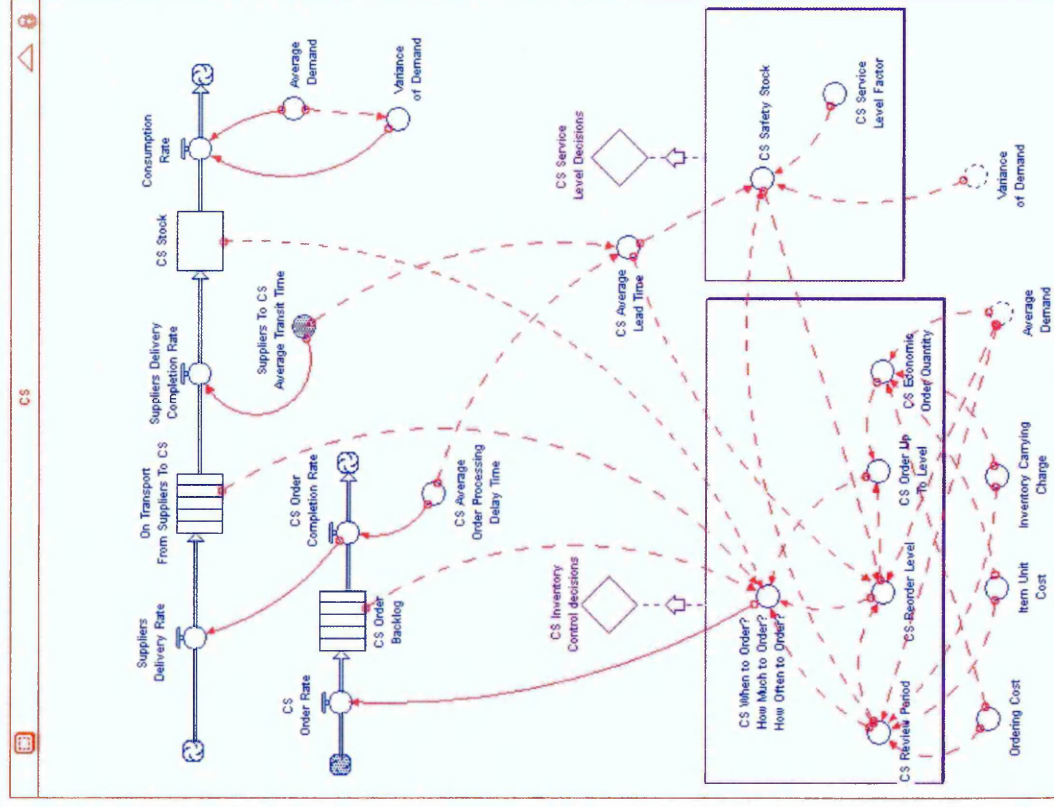 CS
Suppliers
Delivery Rate
On Transport
From Suppliers To CS
Suppliers Delivery
Completion Rate
CS Stock
Consumption
Rate
Average
Demand
Variance
of Demand
Suppliers To CS
Average Transit Time
CS
Order Rate
CS Order
Backlog
CS Order
Completion Rate
CS Average
Order Processing
Delay Time
CS Average
Lead Time
CS Inventory
Control decisions
CS Service
Level Decisions
CS When to Order?
How Much to Order?
How Often to Order?
CS Safety Stock
CS Service
Level Factor
CS Review Period
CS Reorder Level
CS Order Up
To Level
CS Economic
Order Quantity
Ordering Cost
Item Unit
Cost
Inventory Carrying
Charge
Average
Demand
Variance
of Demand